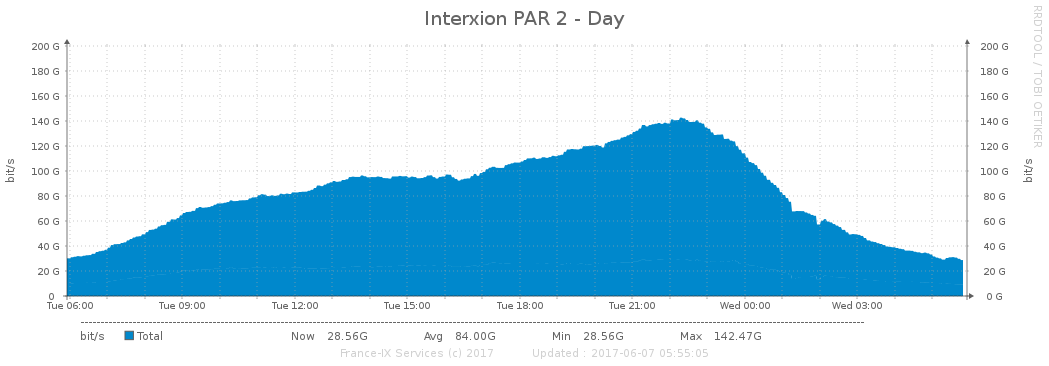 Interxion PAR 2 - Day
RRDTOOL / TOBI OETIKER
200 G 200 G
180 G 180 G
160 G 160 G
140 G 140 G
120 G 120 G
100 G 100 G
80 G 80 G
60 G 60 G
40 G 40 G
20 G 20 G
0 0 G
bit/s bit/s
Tue 06:00 Tue 09:00 Tue 12:00 Tue 15:00 Tue 18:00 Tue 21:00 Wed 00:00 Wed 03:00
bit/s Total Now 28.56G Avg 84.00G Min 28.56G Max 142.47G
France-IX Services (c) 2017 Updated : 2017-06-07 05:55:05